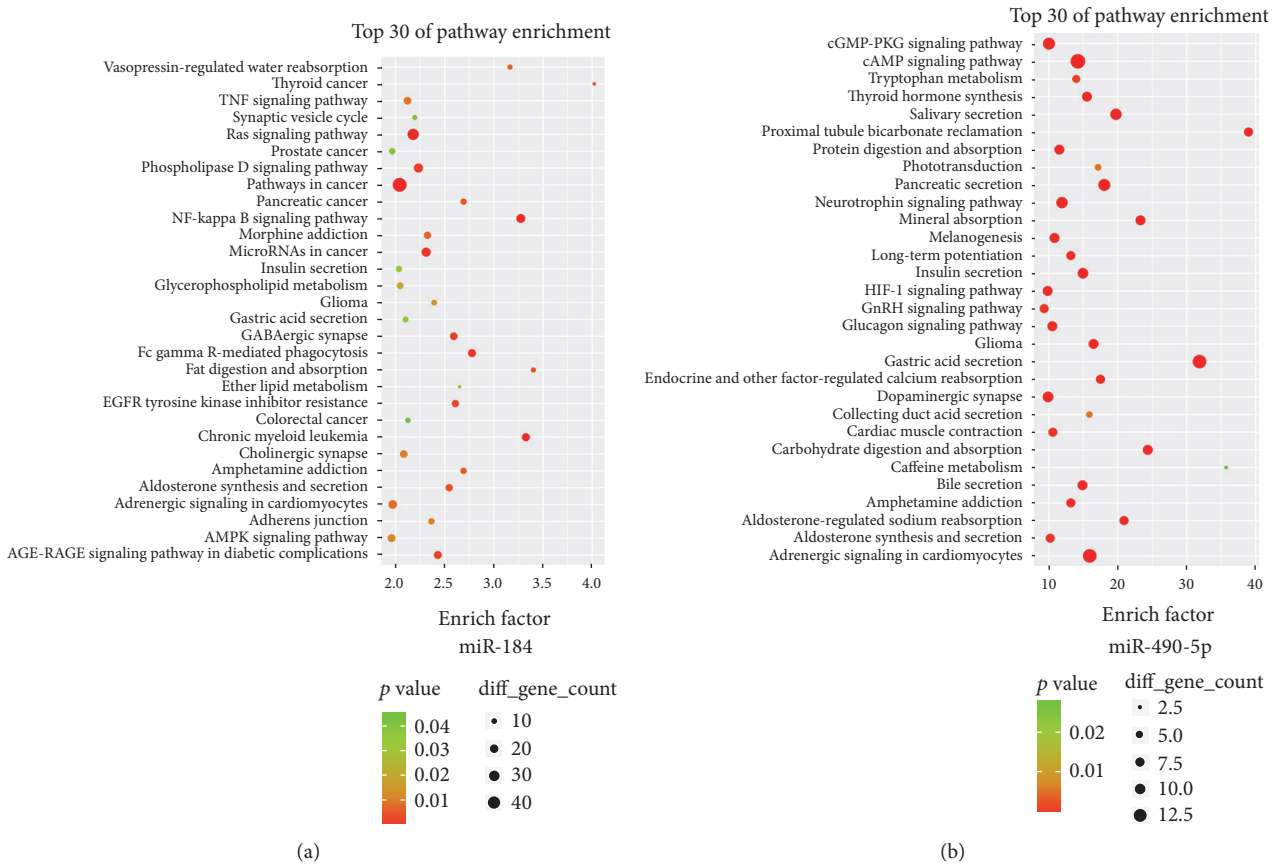 Top 30 of pathway enrichment
Vasopressin-regulated water reabsorption
Thyroid cancer
TNF signaling pathway
Synaptic vesicle cycle
Ras signaling pathway
Prostate cancer
Phospholipase D signaling pathway
Pathways in cancer
Pancreatic cancer
NF-kappa B signaling pathway
Morphine addiction
MicroRNAs in cancer
Insulin secretion
Glycerophospholipid metabolism
Glioma
Gastric acid secretion
GABAergic synapse
Fc gamma R-mediated phagocytosis
Fat digestion and absorption
Ether lipid metabolism
EGFR tyrosine kinase inhibitor resistance
Colorectal cancer
Chronic myeloid leukemia
Cholinergic synapse
Amphetamine addiction
Aldosterone synthesis and secretion
Adrenergic signaling in cardiomyocytes
Adherens junction
AMPK signaling pathway
AGE-RAGE signaling pathway in diabetic complications
2.0 2.5 3.0 3.5 4.0
Enrich factor
miR-184
p value
0.04
0.03
0.02
0.01
diff_gene_count
10
20
30
40
(a)
Top 30 of pathway enrichment
cGMP-PKG signaling pathway
cAMP signaling pathway
Tryptophan metabolism
Thyroid hormone synthesis
Salivary secretion
Proximal tubule bicarbonate reclamation
Protein digestion and absorption
Phototransduction
Pancreatic secretion
Neurotrophin signaling pathway
Mineral absorption
Melanogenesis
Long-term potentiation
Insulin secretion
HIF-1 signaling pathway
GnRH signaling pathway
Glucagon signaling pathway
Glioma
Gastric acid secretion
Endocrine and other factor-regulated calcium reabsorption
Dopaminergic synapse
Collecting duct acid secretion
Cardiac muscle contraction
Carbohydrate digestion and absorption
Caffeine metabolism
Bile secretion
Amphetamine addiction
Aldosterone-regulated sodium reabsorption
Aldosterone synthesis and secretion
Adrenergic signaling in cardiomyocytes
10 20 30 40
Enrich factor
miR-490-5p
p value
0.02
0.01
diff_gene_count
2.5
5.0
7.5
10.0
12.5
(b)